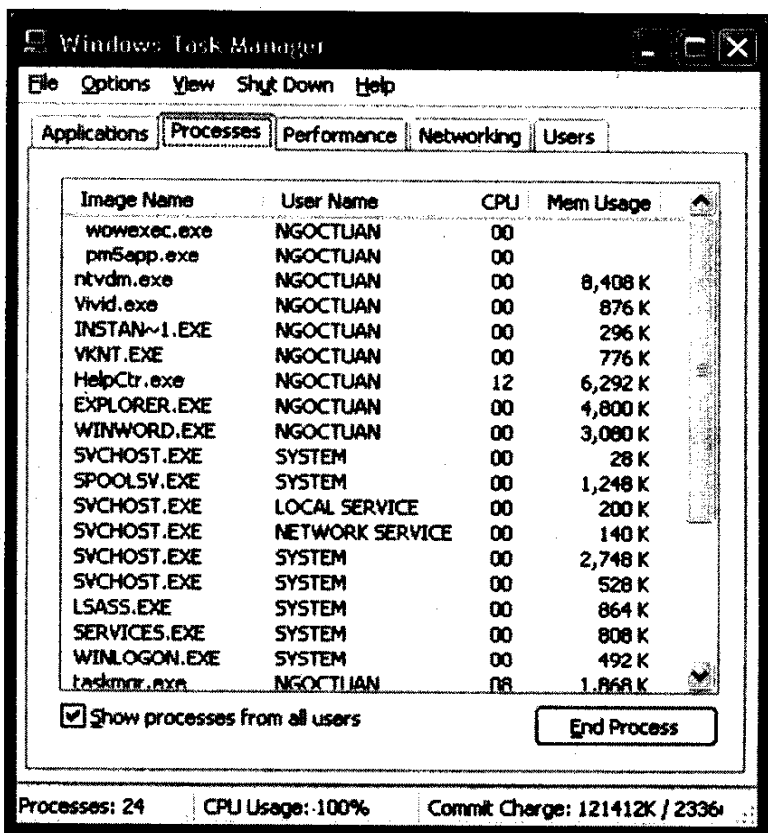 Windows Task Manager
File Options View Shut Down Help
Applications Processes Performance Networking Users
Image Name User Name CPU Mem Usage
wowexec.exe NGOCTUAN 00
pm5app.exe NGOCTUAN 00
ntvdm.exe NGOCTUAN 00 8,408 K
Vivid.exe NGOCTUAN 00 876 K
INSTAN~1.EXE NGOCTUAN 00 296 K
VKNT.EXE NGOCTUAN 00 776 K
HelpCtr.exe NGOCTUAN 12 6,292 K
EXPLORER.EXE NGOCTUAN 00 4,800 K
WINWORD.EXE NGOCTUAN 00 3,080 K
SVCHOST.EXE SYSTEM 00 28 K
SPOOLSV.EXE SYSTEM 00 1,248 K
SVCHOST.EXE LOCAL SERVICE 00 200 K
SVCHOST.EXE NETWORK SERVICE 00 140 K
SVCHOST.EXE SYSTEM 00 2,748 K
SVCHOST.EXE SYSTEM 00 528 K
LSASS.EXE SYSTEM 00 864 K
SERVICES.EXE SYSTEM 00 808 K
WINLOGON.EXE SYSTEM 00 492 K
taskmgr.exe NGOCTUAN 08 1,868 K
Show processes from all users
End Process
Processes: 24 CPU Usage: 100% Commit Charge: 121412K / 2336